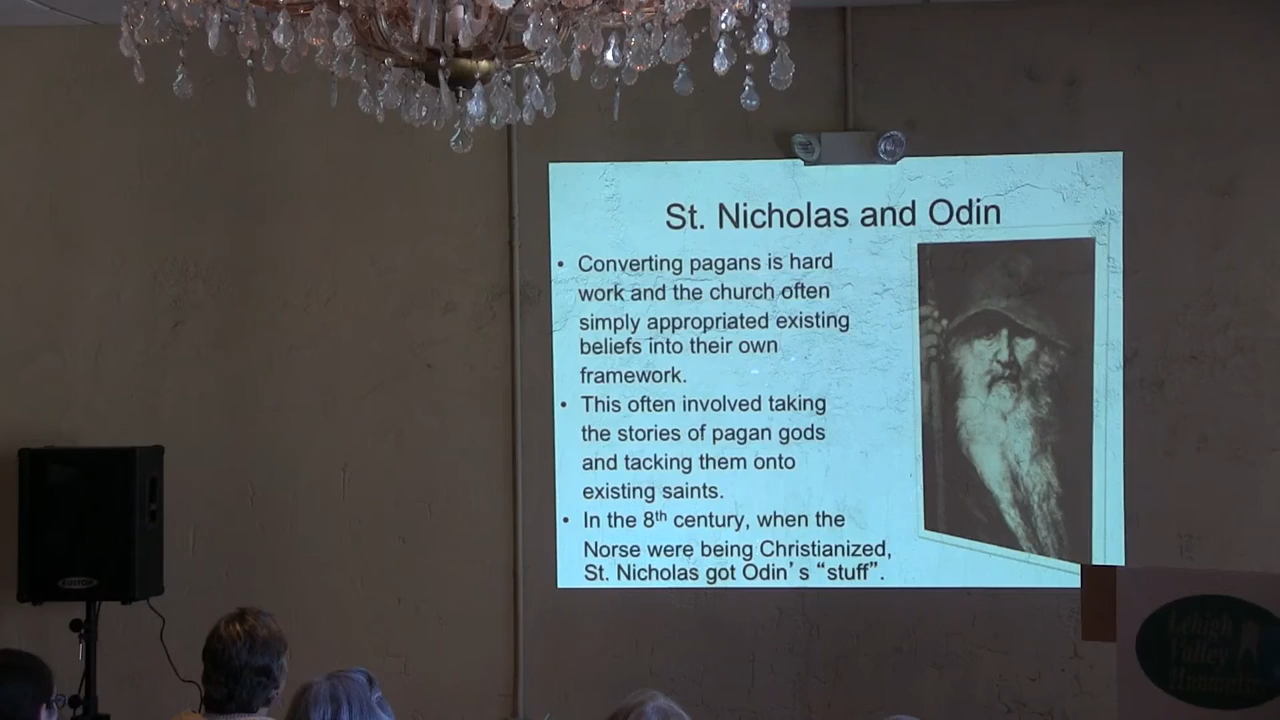 St. Nicholas and Odin
• Converting pagans is hard
work and the church often
simply appropriated existing
beliefs into their own
framework.
• This often involved taking
the stories of pagan gods
and tacking them onto
existing saints.
• In the 8th century, when the
Norse were being Christianized,
St. Nicholas got Odin’s “stuff”.
KUSTOM
Lehigh
Valley